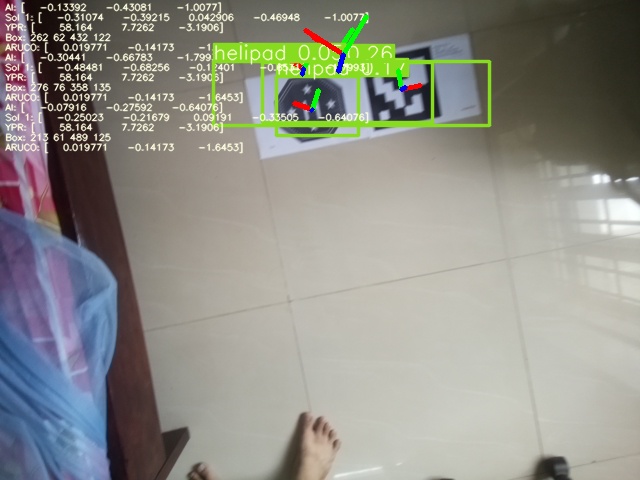 AI: [ -0.13392 -0.43081 -1.0077]
Sol 1: [ -0.31074 -0.39215 0.042906 -0.46948 -1.0077]
YPR: [ 58.164 7.7262 -3.1906]
Box: 262 62 432 122
ARUCO: [ 0.019771 -0.14173
AI: [ -0.30441 -0.66783
Sol 1: [ -0.48481 -0.68256
YPR: [ 58.164 7.7262 -3.1906]
Box: 276 76 358 135
ARUCO: [ 0.019771 -0.14173 -1.6453]
AI: [ -0.07916 -0.27592 -0.64076]
Sol 1: [ -0.25023 -0.21679 0.09191 -0.33505 -0.64076]
YPR: [ 58.164 7.7262 -3.1906]
Box: 213 61 489 125
ARUCO: [ 0.019771 -0.14173 -1.6453]
helipad
helipad